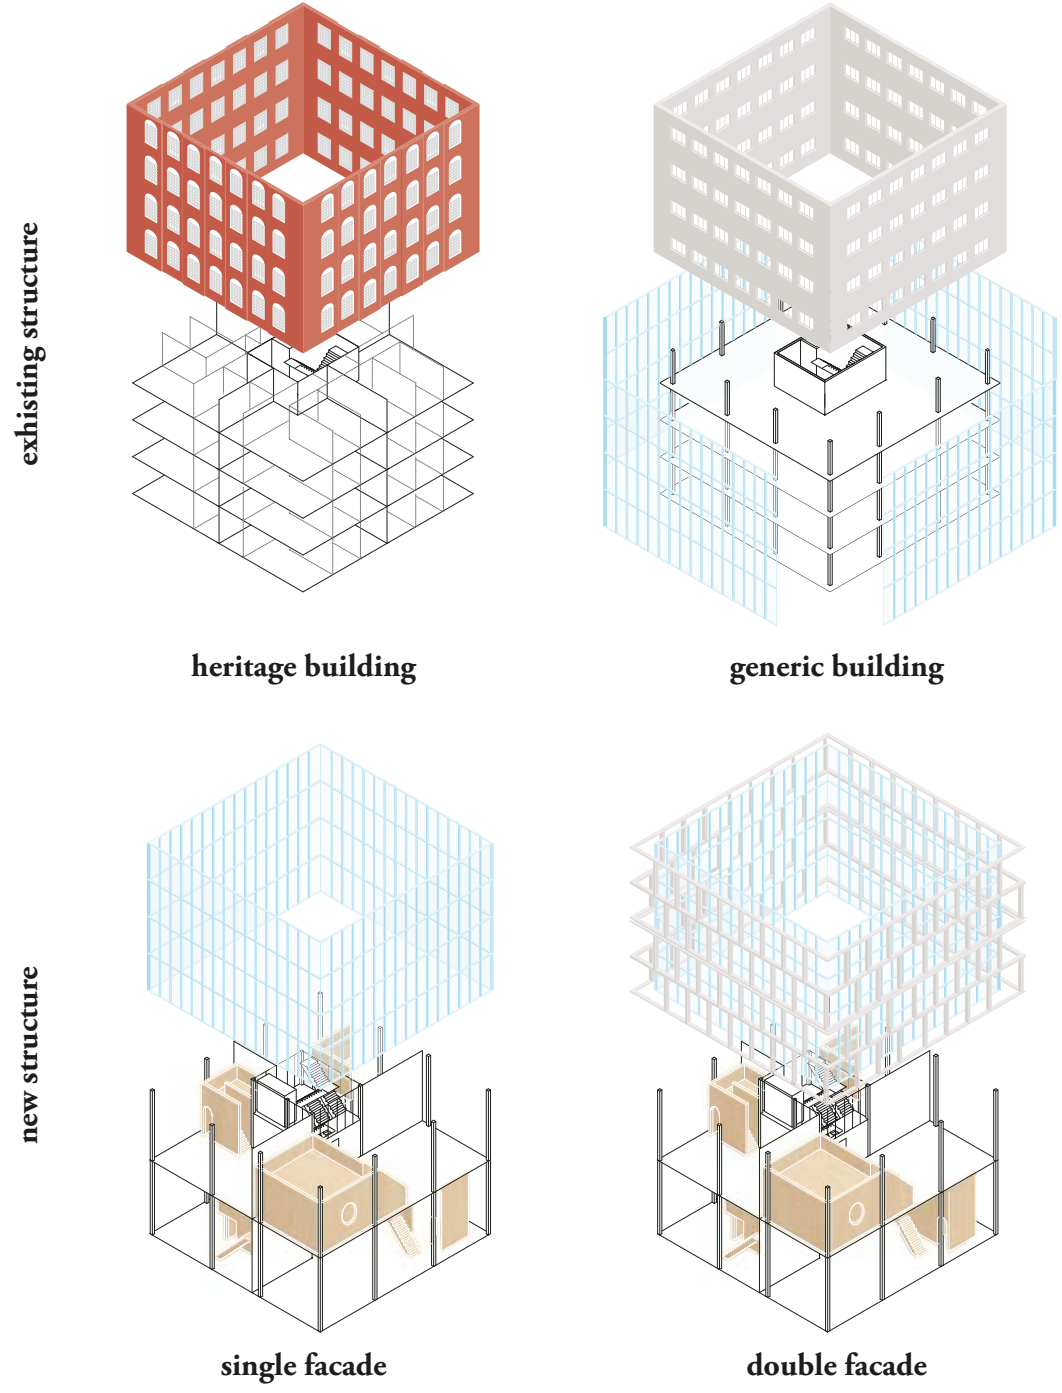 exhisting structure
heritage building
generic building
new structure
single facade
double facade